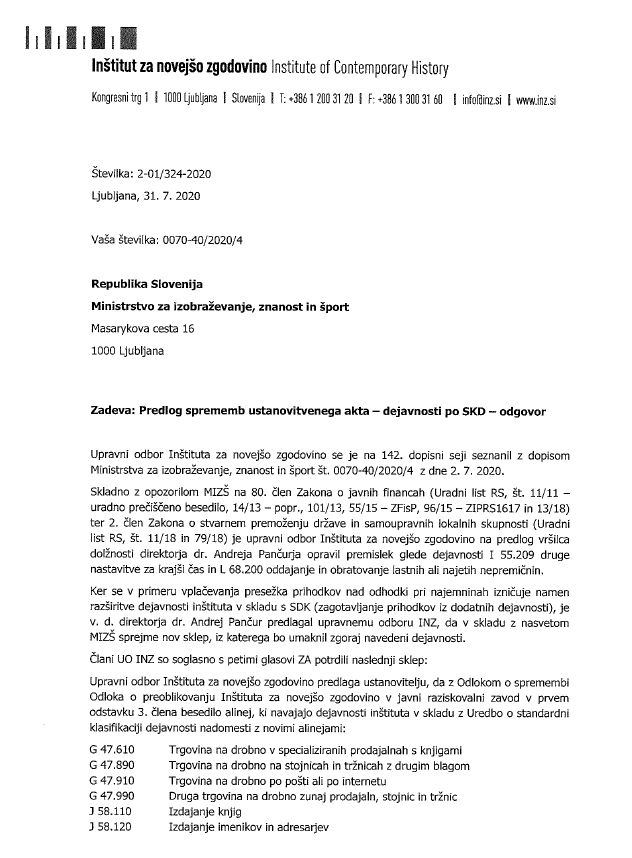 Inštitut za novejšo zgodovino Institute of Contemporary History
Kongresni trg 1 | 1000 Ljubljana | Slovenija | T: +386 1 200 31 20 | F: +386 1 300 31 60 | info@inz.si | www.inz.si
Številka: 2-01/324-2020
Ljubljana, 31. 7. 2020
Vaša številka: 0070-40/2020/4
Republika Slovenija
Ministrstvo za izobraževanje, znanost in šport
Masarykova cesta 16
1000 Ljubljana
Zadeva: Predlog sprememb ustanovitvenega akta – dejavnosti po SKD – odgovor
Upravni odbor Inštituta za novejšo zgodovino se je na 142. dopisni seji seznanil z dopisom
Ministrstva za izobraževanje, znanost in šport št. 0070-40/2020/4 z dne 2. 7. 2020.
Skladno z opozorilom MIZŠ na 80. člen Zakona o javnih financah (Uradni list RS, št. 11/11 –
uradno prečiščeno besedilo, 14/13 – popr., 101/13, 55/15 – ZFisP, 96/15 – ZIPRS1617 in 13/18)
ter 2. člen Zakona o stvarnem premoženju države in samoupravnih lokalnih skupnosti (Uradni
list RS, št. 11/18 in 79/18) je upravni odbor Inštituta za novejšo zgodovino na predlog vršilca
dolžnosti direktorja dr. Andreja Pančurja opravil premislek glede dejavnosti I 55.209 druge
nastavitve za krajši čas in L 68.200 oddajanje in obratovanje lastnih ali najetih nepremičnin.
Ker se v primeru vplačevanja presežka prihodkov nad odhodki pri najemninah izničuje namen
razširitve dejavnosti inštituta v skladu s SDK (zagotavljanje prihodkov iz dodatnih dejavnosti), je
v. d. direktorja dr. Andrej Pančur predlagal upravnemu odboru INZ, da v skladu z nasvetom
MIZŠ sprejme nov sklep, iz katerega bo umaknil zgoraj navedeni dejavnosti.
Člani UO INZ so soglasno s petimi glasovi ZA potrdili naslednji sklep:
Upravni odbor Inštituta za novejšo zgodovino predlaga ustanovitelju, da z Odlokom o spremembi
Odloka o preoblikovanju Inštituta za novejšo zgodovino v javni raziskovalni zavod v prvem
odstavku 3. člena besedilo alinej, ki navajajo dejavnosti inštituta v skladu z Uredbo o standardni
klasifikaciji dejavnosti nadomesti z novimi alinejami:
G 47.610 Trgovina na drobno v specializiranih prodajalnah s knjigami
G 47.890 Trgovina na drobno na stojnicah in tržnicah z drugim blagom
G 47.910 Trgovina na drobno po pošti ali po internetu
G 47.990 Druga trgovina na drobno zunaj prodajaln, stojnic in tržnic
J 58.110 Izdajanje knjig
J 58.120 Izdajanje imenikov in adresarjev